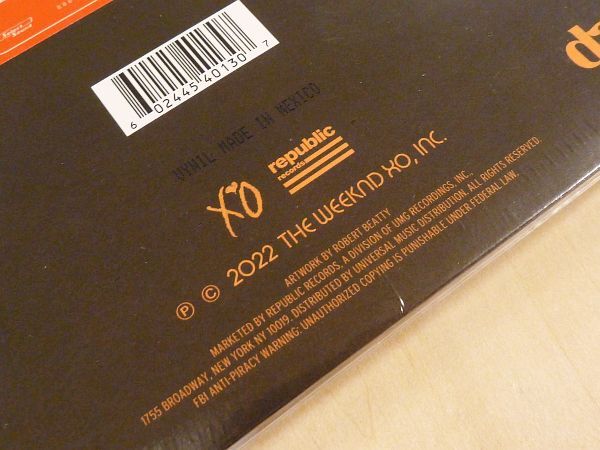 6 02445 40130 7
VYNIL MADE IN MEXICO
XO
republic
records
Ⓟ © 2022 THE WEEKND XO, INC.
ARTWORK BY ROBERT BEATTY
MARKETED BY REPUBLIC RECORDS. A DIVISION OF UMG RECORDINGS, INC.,
1755 BROADWAY, NEW YORK NY 10019. DISTRIBUTED BY UNIVERSAL MUSIC DISTRIBUTION. ALL RIGHTS RESERVED.
FBI ANTI-PIRACY WARNING: UNAUTHORIZED COPYING IS PUNISHABLE UNDER FEDERAL LAW.